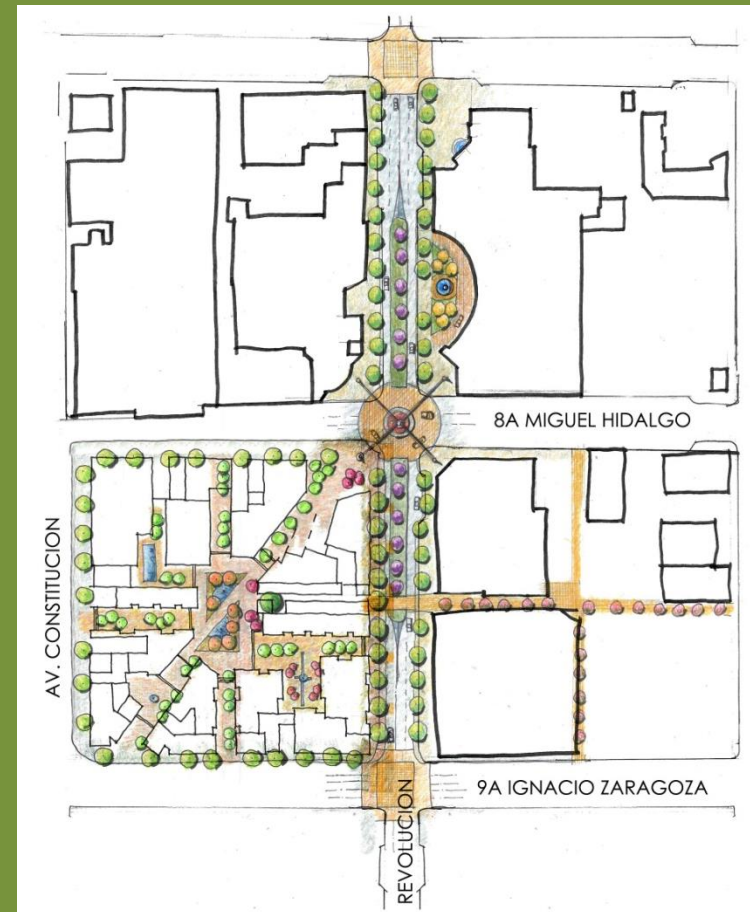 8A MIGUEL HIDALGO
AV. CONSTITUCION
9A IGNACIO ZARAGOZA
REVOLUCION